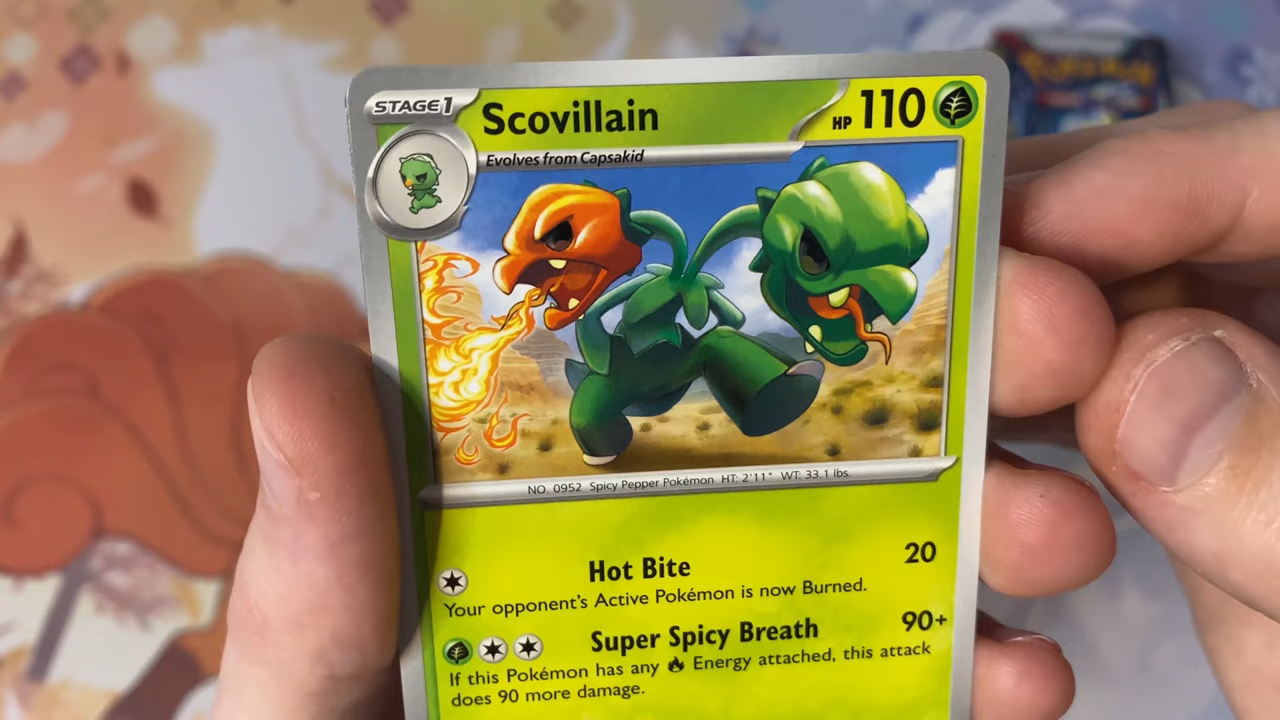 STAGE1
Scovillain
HP 110
Evolves from Capsakid
NO. 0952 Spicy Pepper Pokémon HT: 2'11" WT: 33.1 lbs.
Hot Bite 20
Your opponent's Active Pokémon is now Burned.
Super Spicy Breath 90+
If this Pokémon has any Energy attached, this attack
does 90 more damage.
POKÉMON